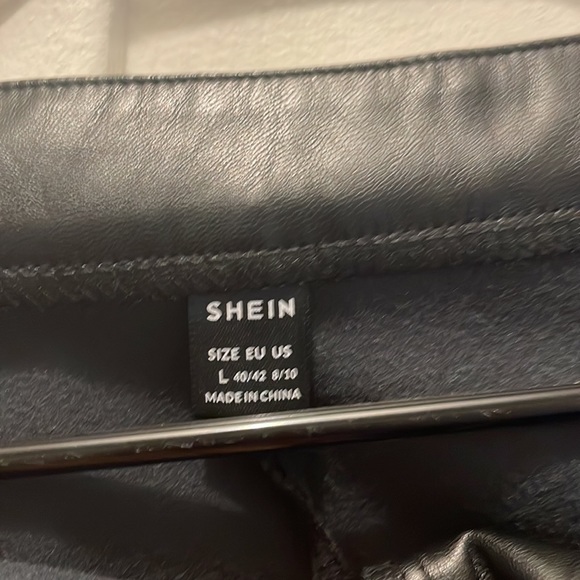 SHEIN
SIZE EU US
L 40/42 8/10
MADE IN CHINA